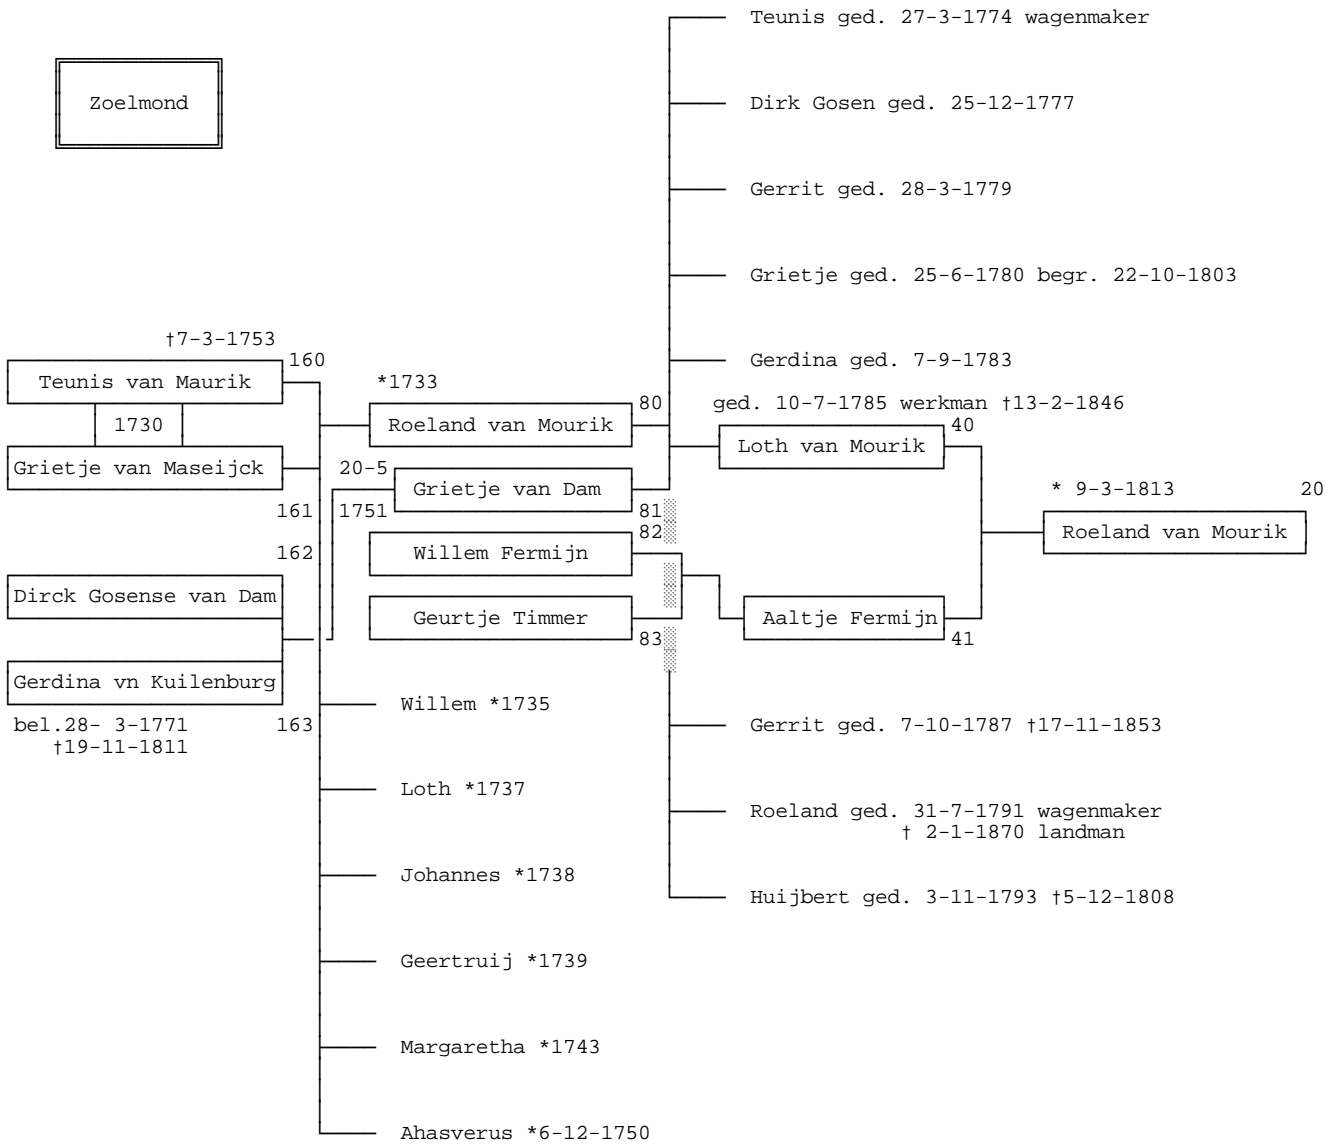 Teunis ged. 27-3-1774 wagenmaker
Zoelmond
Dirk Gosen ged. 25-12-1777
Gerrit ged. 28-3-1779
Grietje ged. 25-6-1780 begr. 22-10-1803
†7-3-1753
160
Gerdina ged. 7-9-1783
Teunis van Maurik
*1733
80
ged. 10-7-1785 werkman †13-2-1846
1730
Roeland van Mourik
40
Loth van Mourik
Grietje van Maseijck
20-5
Grietje van Dam
* 9-3-1813
20
161
1751
81
82
Roeland van Mourik
162
Willem Fermijn
Dirck Gosense van Dam
Geurtje Timmer
Aaltje Fermijn
83
41
Gerdina vn Kuilenburg
Willem *1735
bel.28- 3-1771
163
Gerrit ged. 7-10-1787 †17-11-1853
†19-11-1811
Loth *1737
Roeland ged. 31-7-1791 wagenmaker
† 2-1-1870 landman
Johannes *1738
Huijbert ged. 3-11-1793 †5-12-1808
Geertruij *1739
Margaretha *1743
Ahasverus *6-12-1750